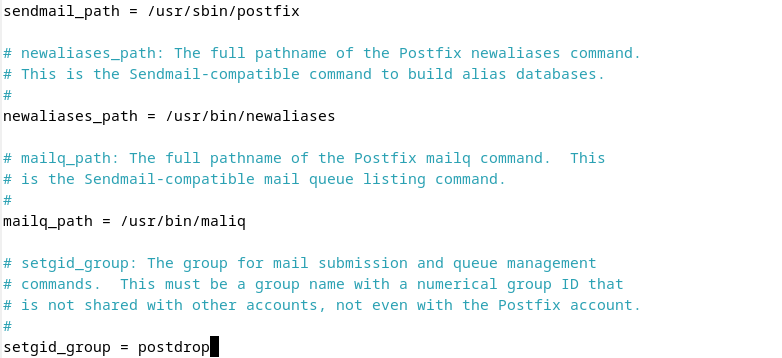 sendmail_path = /usr/sbin/postfix
# newaliases_path: The full pathname of the Postfix newaliases command.
# This is the Sendmail-compatible command to build alias databases.
#
newaliases_path = /usr/bin/newaliases
# mailq_path: The full pathname of the Postfix mailq command.  This
# is the Sendmail-compatible mail queue listing command.
#
mailq_path = /usr/bin/maliq
# setgid_group: The group for mail submission and queue management
# commands.  This must be a group name with a numerical group ID that
# is not shared with other accounts, not even with the Postfix account.
#
setgid_group = postdrop